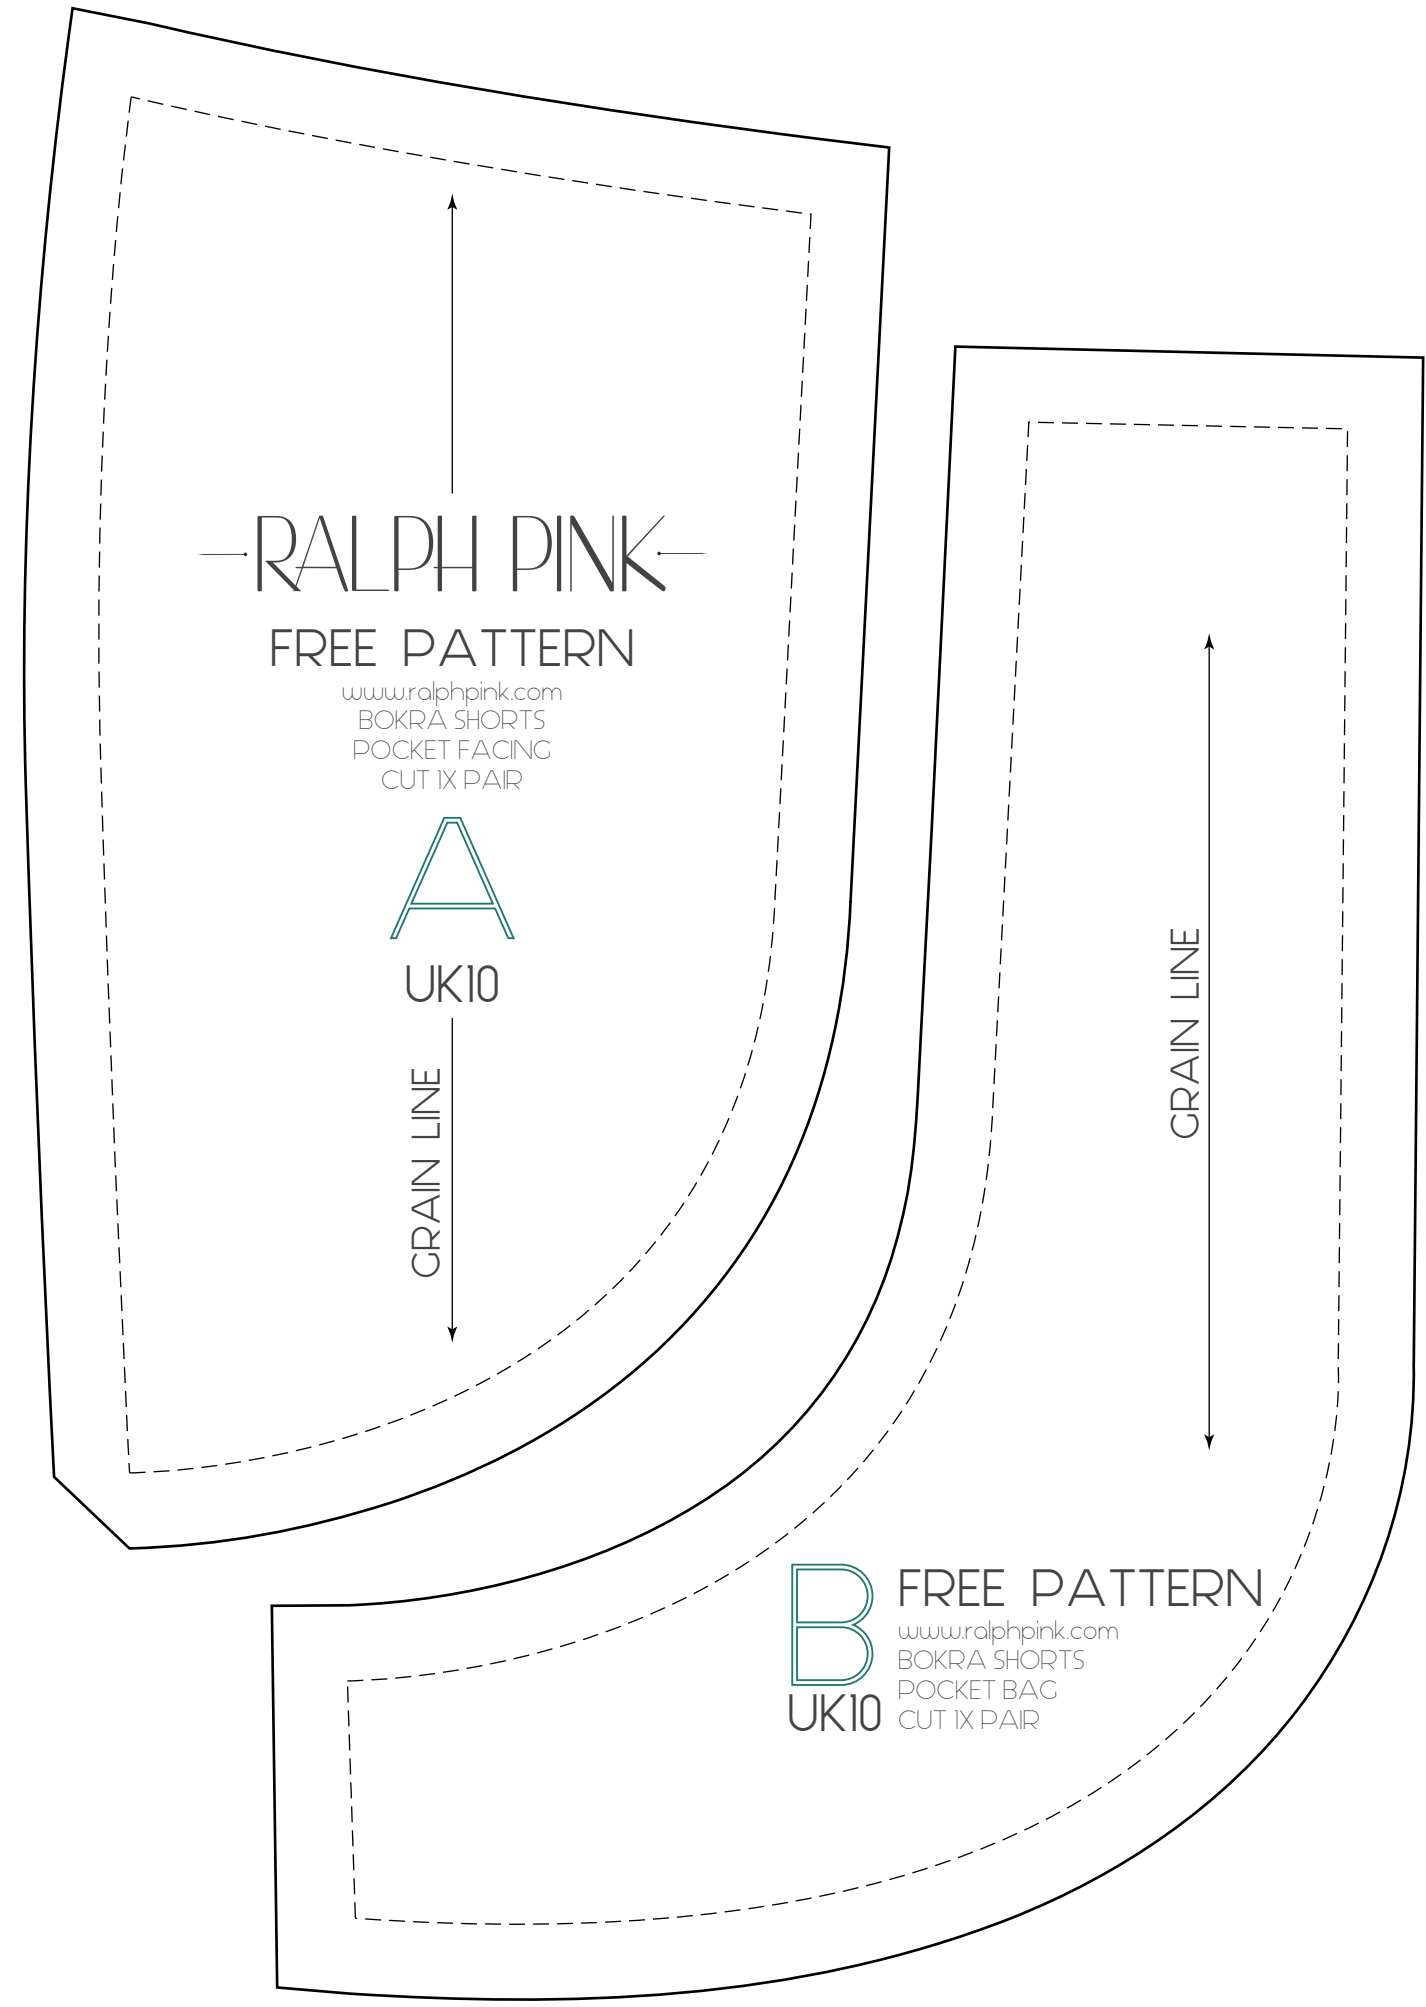 RALPH PINK
FREE PATTERN
www.ralphpink.com
BOKRA SHORTS
POCKET FACING
CUT 1X PAIR
A
UK10
GRAIN LINE
GRAIN LINE
B
FREE PATTERN
www.ralphpink.com
BOKRA SHORTS
POCKET BAG
CUT 1X PAIR
UK10